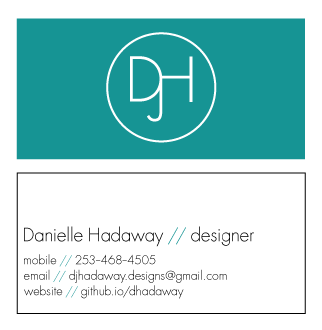 DjH
Danielle Hadaway // designer
mobile // 253-468-4505
email // djhadaway.designs@gmail.com
website // github.io/dhadaway